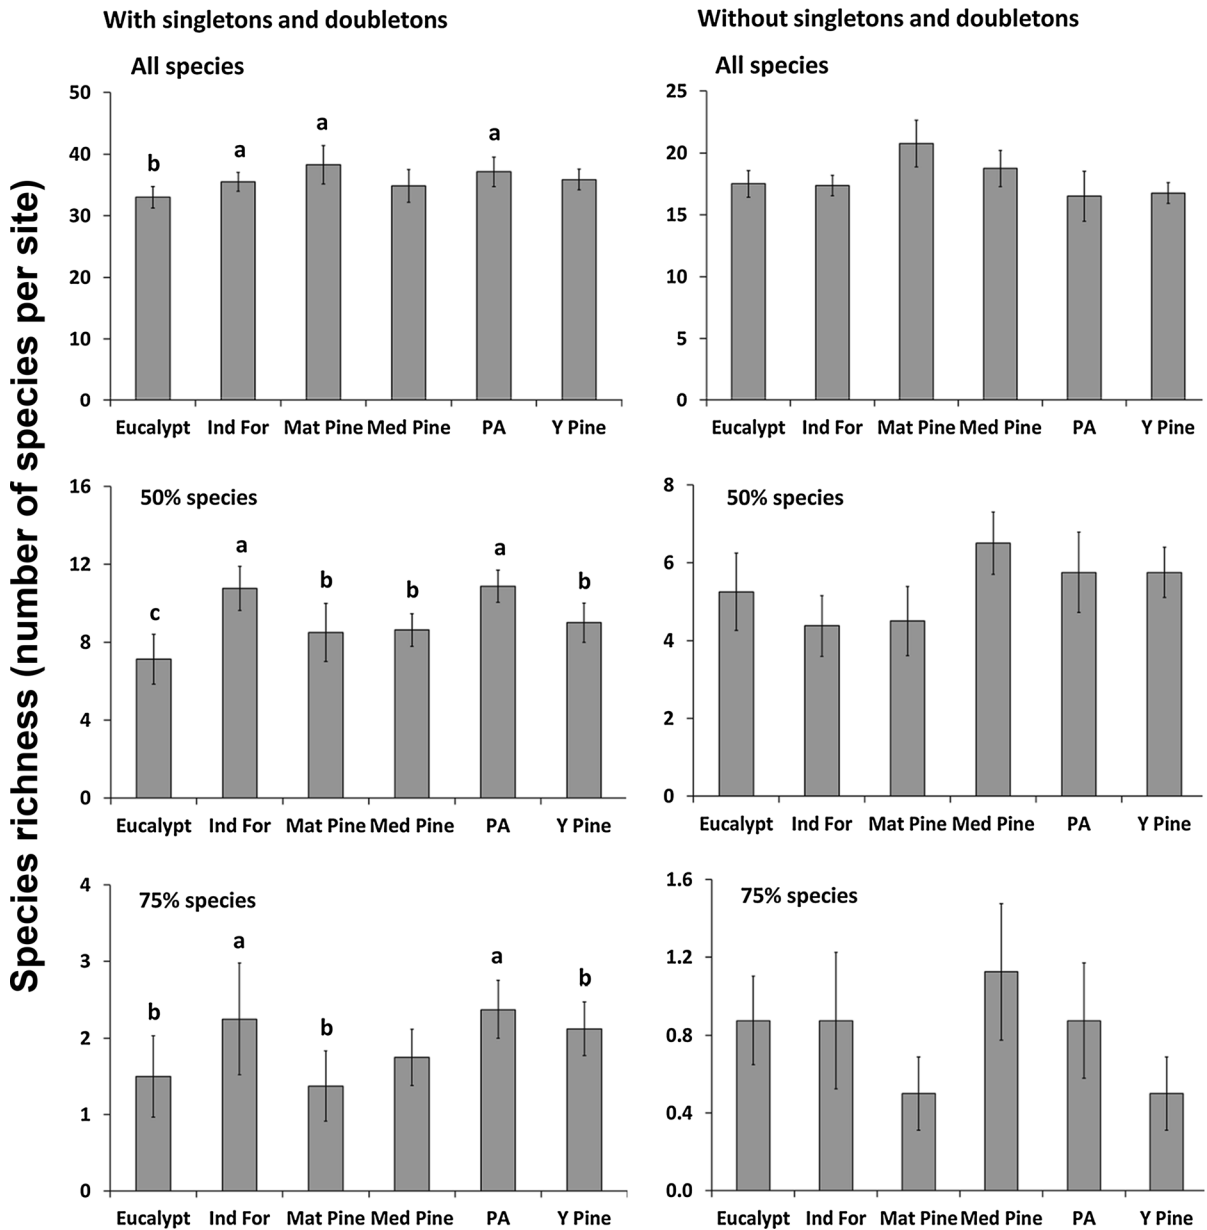 With singletons and doubletons
Without singletons and doubletons
Species richness (number of species per site)
All species
50
40
30
20
10
0
b
a
a
a
Eucalypt Ind For Mat Pine Med Pine PA Y Pine
All species
25
20
15
10
5
0
Eucalypt Ind For Mat Pine Med Pine PA Y Pine
50% species
16
12
8
4
0
c
a
b
b
a
b
Eucalypt Ind For Mat Pine Med Pine PA Y Pine
50% species
8
6
4
2
0
Eucalypt Ind For Mat Pine Med Pine PA Y Pine
75% species
4
3
2
1
0
b
a
b
a
b
Eucalypt Ind For Mat Pine Med Pine PA Y Pine
75% species
1.6
1.2
0.8
0.4
0.0
Eucalypt Ind For Mat Pine Med Pine PA Y Pine